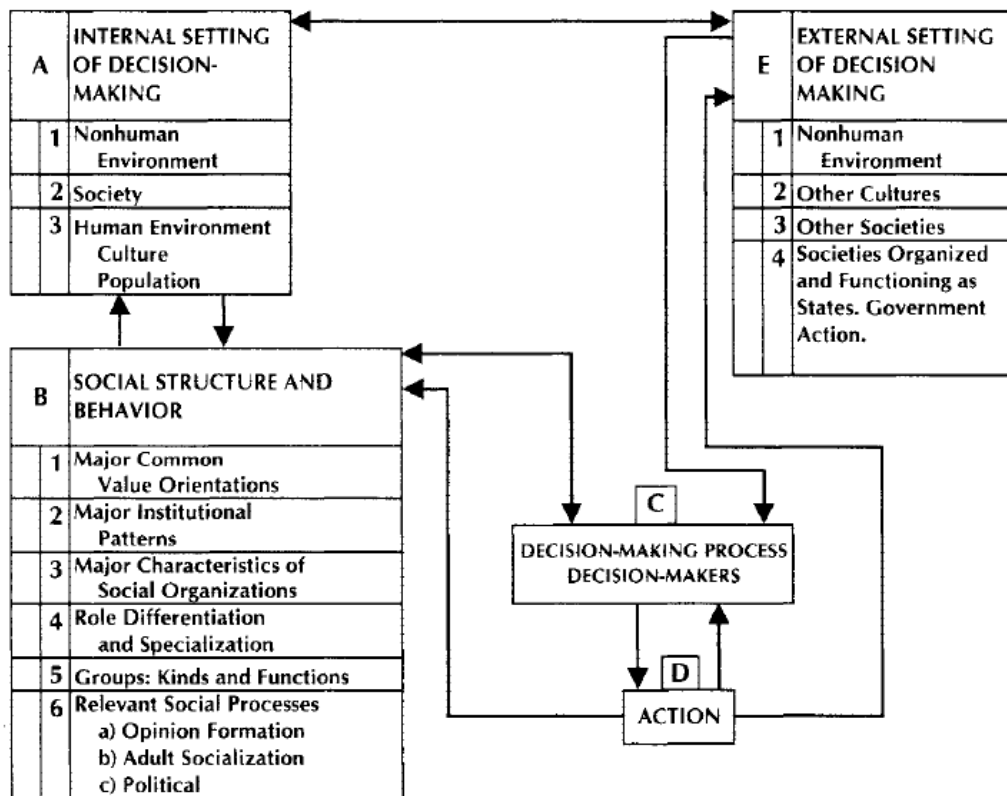 A
INTERNAL SETTING
OF DECISION-
MAKING
1 Nonhuman
Environment
2 Society
3 Human Environment
Culture
Population
E
EXTERNAL SETTING
OF DECISION
MAKING
1 Nonhuman
Environment
2 Other Cultures
3 Other Societies
4 Societies Organized
and Functioning as
States. Government
Action.
B
SOCIAL STRUCTURE AND
BEHAVIOR
1 Major Common
Value Orientations
2 Major Institutional
Patterns
3 Major Characteristics of
Social Organizations
4 Role Differentiation
and Specialization
5 Groups: Kinds and Functions
6 Relevant Social Processes
a) Opinion Formation
b) Adult Socialization
c) Political
C
DECISION-MAKING PROCESS
DECISION-MAKERS
D
ACTION